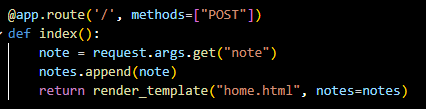 @app.route('/', methods=["POST"])
def index():
    note = request.args.get("note")
    notes.append(note)
    return render_template("home.html", notes=notes)